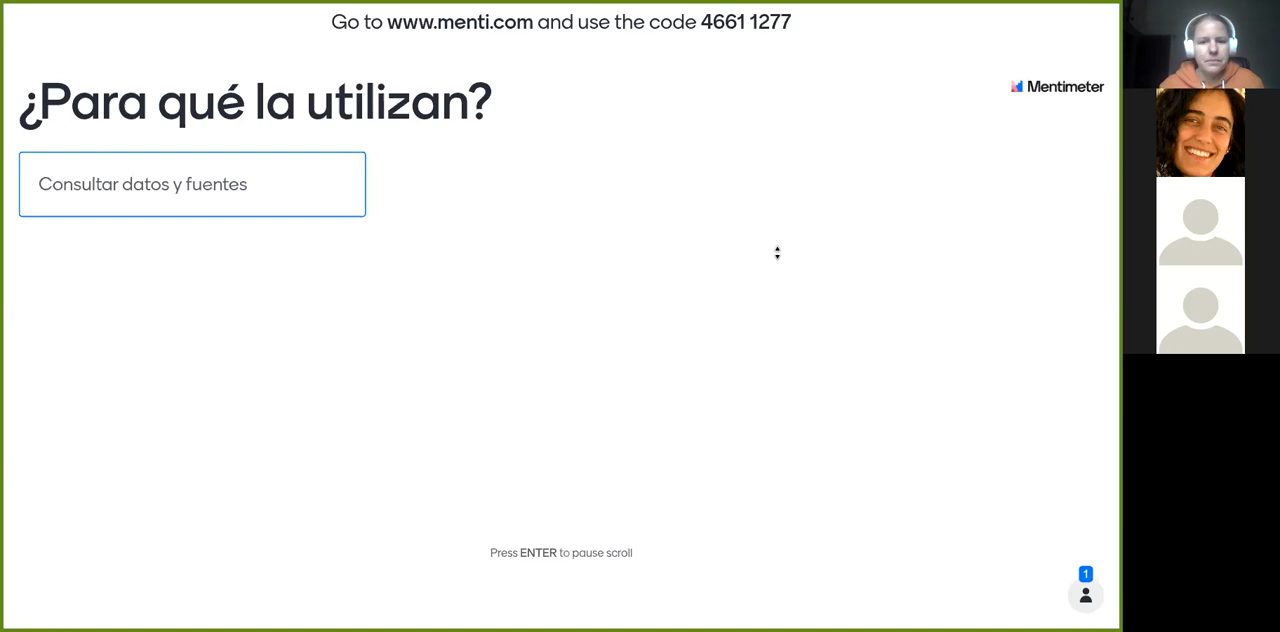 Go to www.menti.com and use the code 4661 1277
¿Para qué la utilizan?
Mentimeter
Consultar datos y fuentes
Press ENTER to pause scroll
1